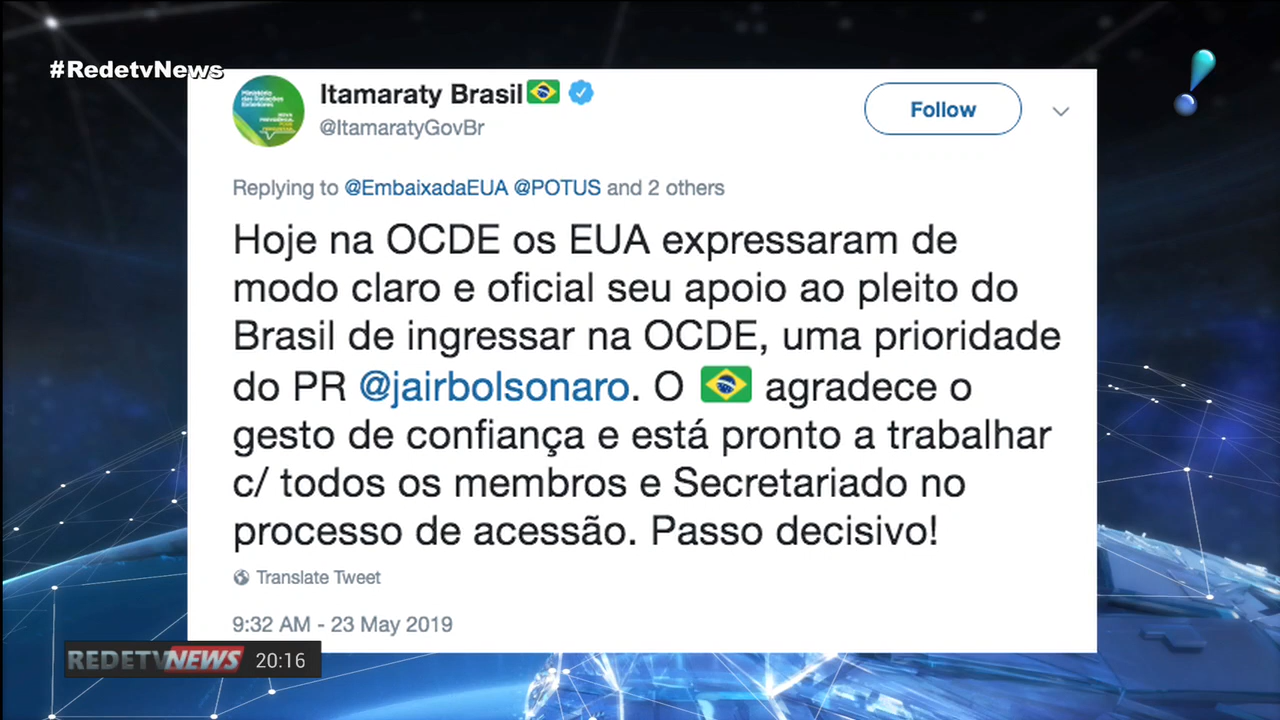 #RedetvNews
Itamaraty Brasil🇧🇷
@ItamaratyGovBr
Follow
Replying to @EmbaixadaEUA @POTUS and 2 others
Hoje na OCDE os EUA expressaram de
modo claro e oficial seu apoio ao pleito do
Brasil de ingressar na OCDE, uma prioridade
do PR @jairbolsonaro. O 🇧🇷 agradece o
gesto de confiança e está pronto a trabalhar
c/ todos os membros e Secretariado no
processo de acessão. Passo decisivo!
Translate Tweet
9:32 AM - 23 May 2019
REDETVNEWS 20:16